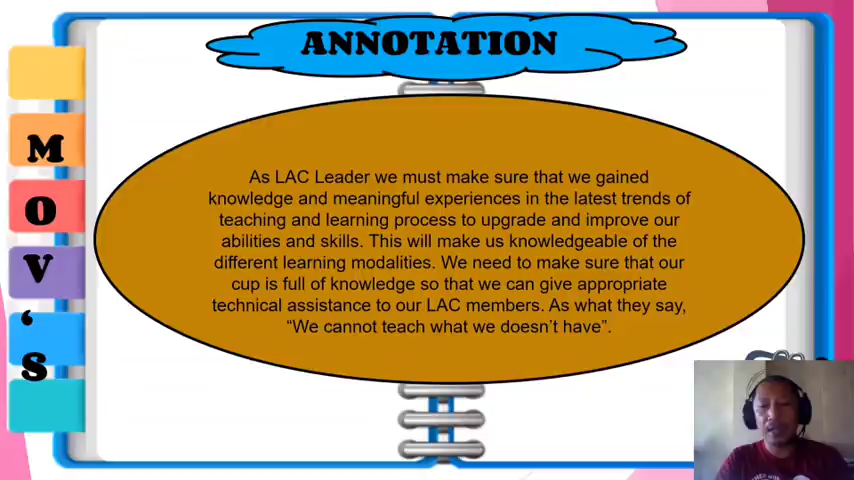 ANNOTATION
M
O
V
‘
S
As LAC Leader we must make sure that we gained
knowledge and meaningful experiences in the latest trends of
teaching and learning process to upgrade and improve our
abilities and skills. This will make us knowledgeable of the
different learning modalities. We need to make sure that our
cup is full of knowledge so that we can give appropriate
technical assistance to our LAC members. As what they say,
“We cannot teach what we doesn’t have”.